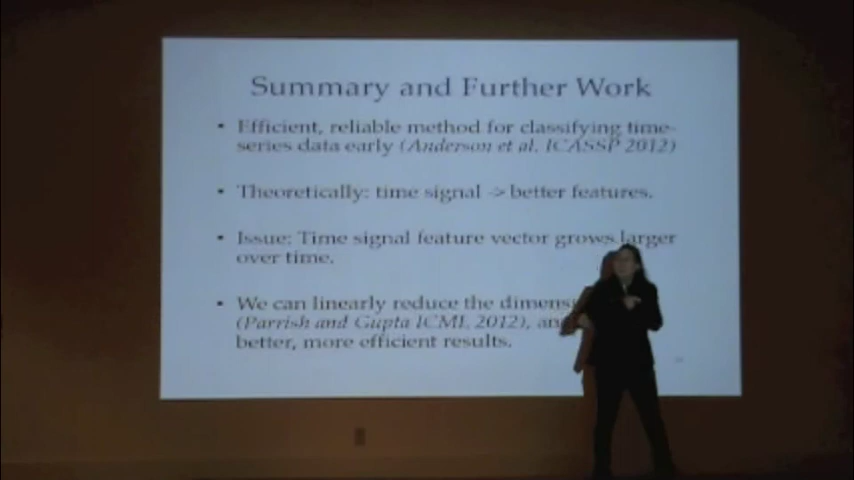 Summary and Further Work
• Efficient, reliable method for classifying time-
series data early (Anderson et al. ICASSP 2012)
• Theoretically: time signal -> better features.
• Issue: Time signal feature vector grows larger
over time.
• We can linearly reduce the
(Parrish and Gupta ICML 2012),
better, more efficient results.